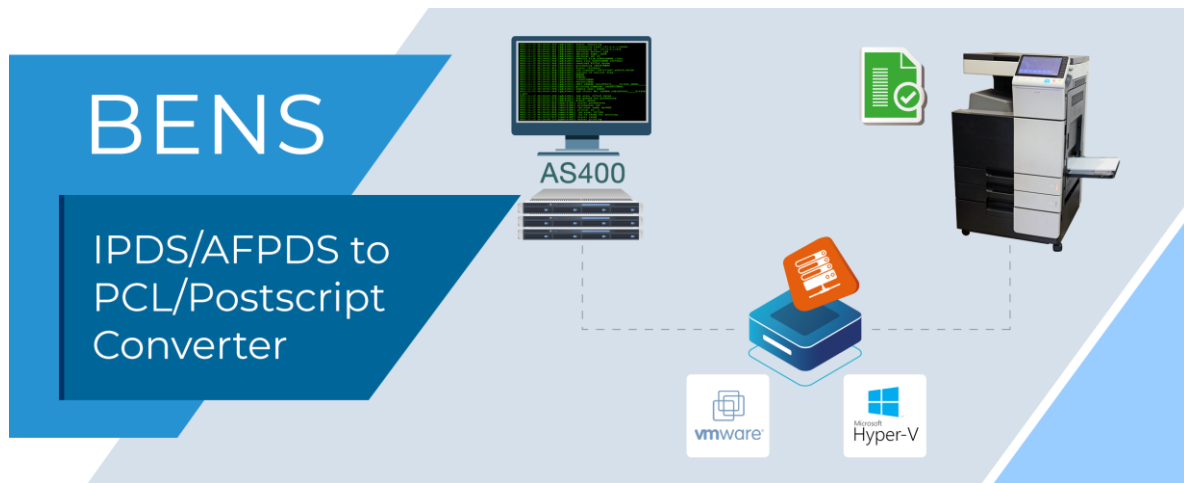 BENS
IPDS/AFPDS to
PCL/Postscript
Converter
AS400
vmware
Microsoft
Hyper-V